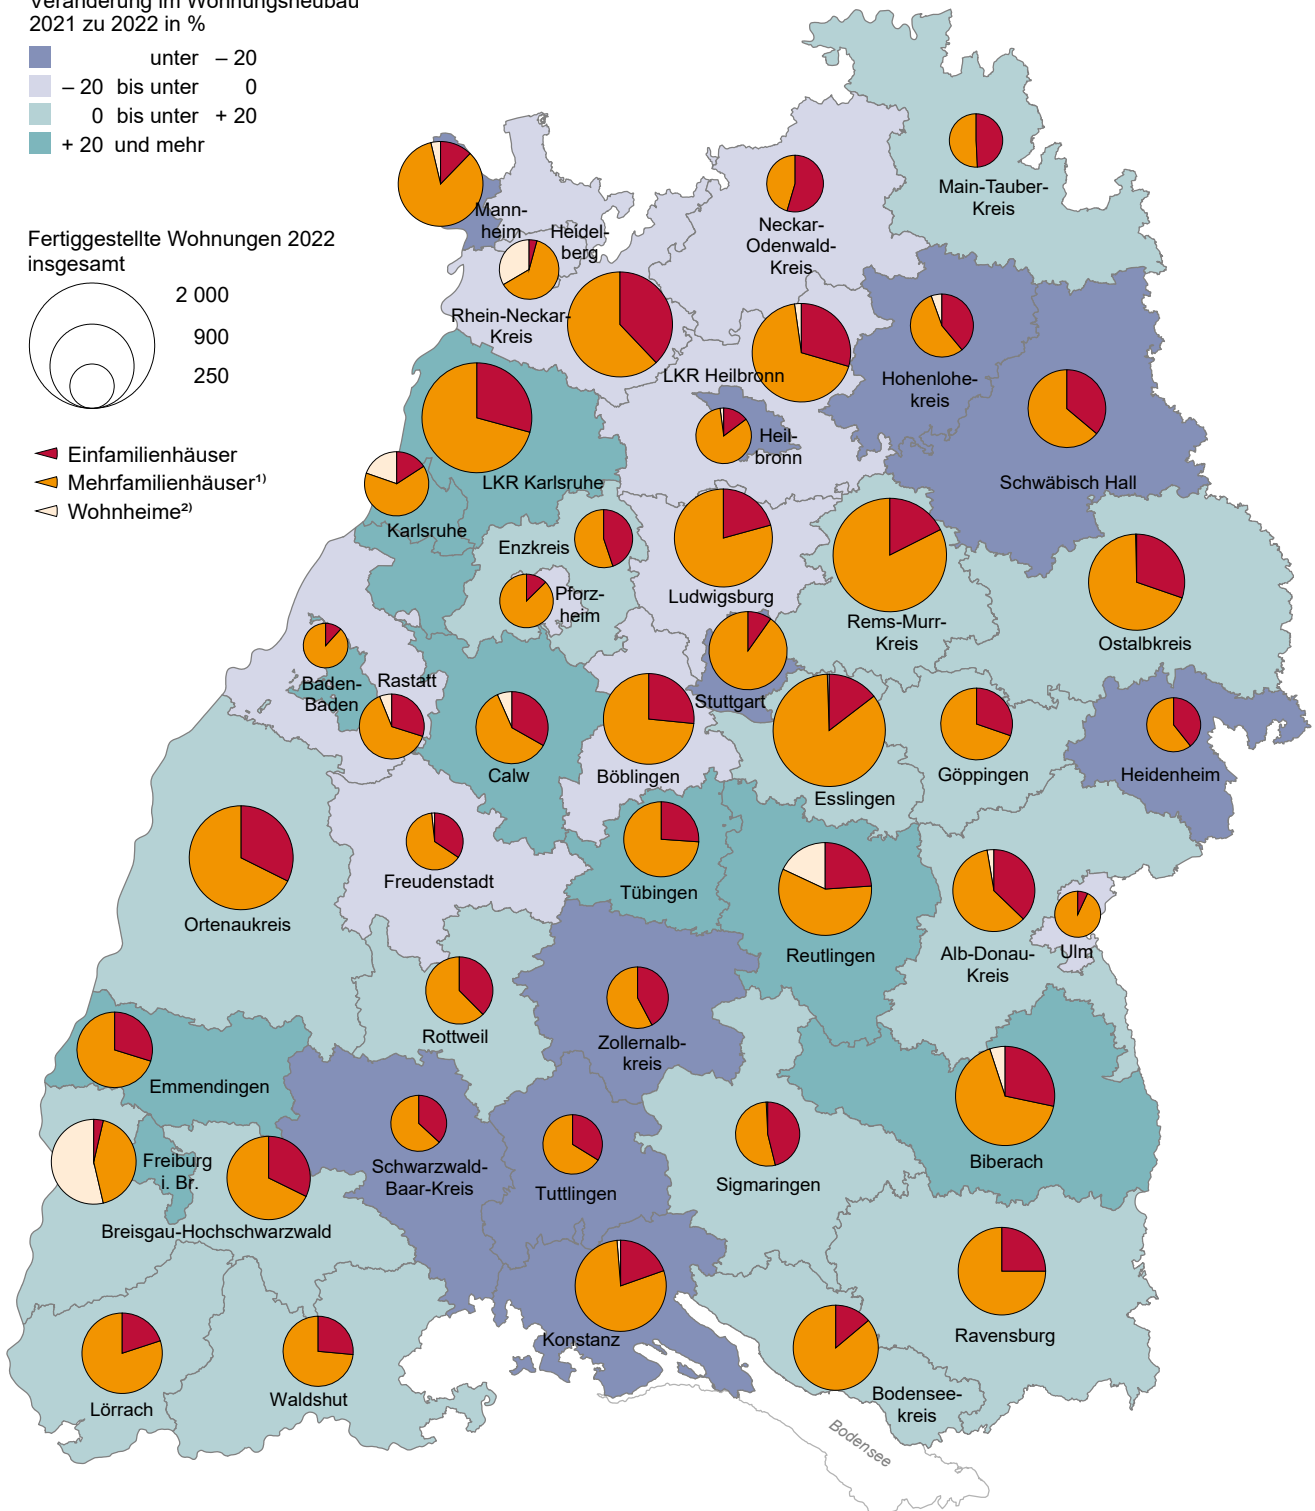 Veränderung im Wohnungsneubau
2021 zu 2022 in %
unter – 20
– 20 bis unter 0
0 bis unter + 20
+ 20 und mehr
Fertiggestellte Wohnungen 2022
insgesamt
2 000
900
250
Einfamilienhäuser
Mehrfamilienhäuser¹⁾
Wohnheime²⁾
Main-Tauber-
Kreis
Mann-
heim
Heidel-
berg
Neckar-
Odenwald-
Kreis
Rhein-Neckar-
Kreis
LKR Heilbronn
Hohenlohe-
kreis
Heil-
bronn
Schwäbisch Hall
LKR Karlsruhe
Karlsruhe
Enzkreis
Pforz-
heim
Ludwigsburg
Rems-Murr-
Kreis
Ostalbkreis
Baden-
Baden
Rastatt
Stuttgart
Calw
Böblingen
Esslingen
Göppingen
Heidenheim
Freudenstadt
Tübingen
Ortenaukreis
Reutlingen
Alb-Donau-
Kreis
Ulm
Rottweil
Zollernalb-
kreis
Emmendingen
Freiburg
i. Br.
Schwarzwald-
Baar-Kreis
Tuttlingen
Sigmaringen
Biberach
Breisgau-Hochschwarzwald
Konstanz
Ravensburg
Lörrach
Waldshut
Bodensee-
kreis
Bodensee